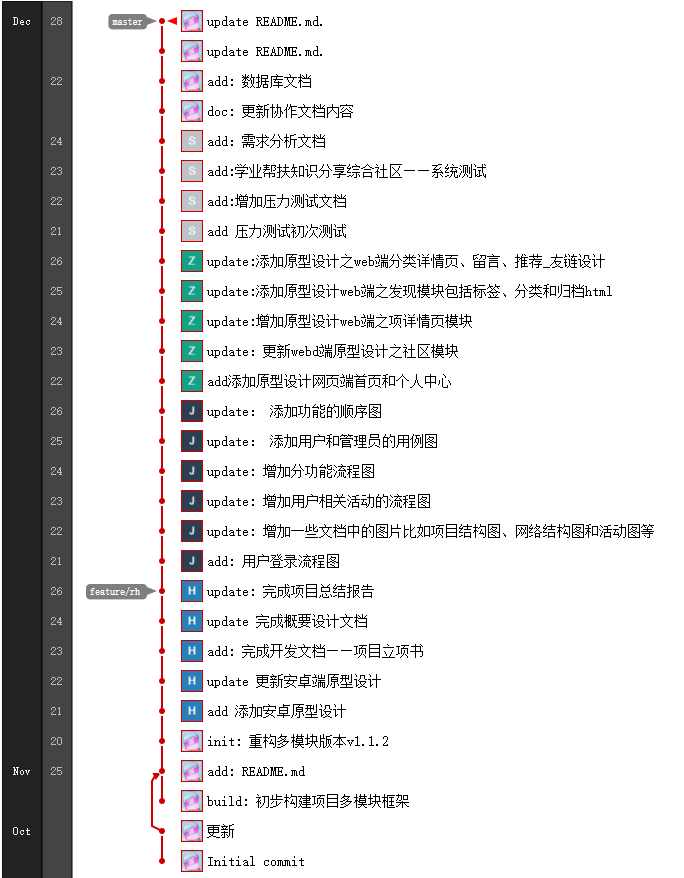 Dec 28 master update README.md.
update README.md.
22 add: 数据库文档
doc: 更新协作文档内容
24 S add: 需求分析文档
23 S add:学业帮扶知识分享综合社区——系统测试
22 S add:增加压力测试文档
21 S add 压力测试初次测试
26 Z update:添加原型设计之web端分类详情页、留言、推荐_友链设计
25 Z update:添加原型设计web端之发现模块包括标签、分类和归档html
24 Z update:增加原型设计web端之项详情页模块
23 Z update: 更新webd端原型设计之社区模块
22 Z add添加原型设计网页端首页和个人中心
26 J update: 添加功能的顺序图
25 J update: 添加用户和管理员的用例图
24 J update: 增加分功能流程图
23 J update: 增加用户相关活动的流程图
22 J update: 增加一些文档中的图片比如项目结构图、网络结构图和活动图等
21 J add: 用户登录流程图
26 feature/rh H update: 完成项目总结报告
24 H update 完成概要设计文档
23 H add: 完成开发文档——项目立项书
22 H update 更新安卓端原型设计
21 H add 添加安卓原型设计
20 init: 重构多模块版本v1.1.2
Nov 25 add: README.md
build: 初步构建项目多模块框架
Oct 更新
Initial commit